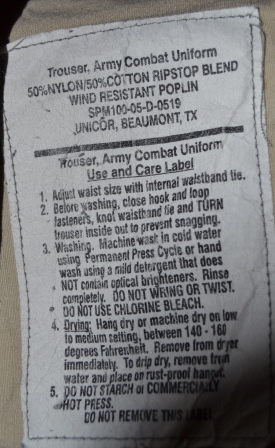 Trouser, Army Combat Uniform
50%NYLON/50%COTTON RIPSTOP BLEND
WIND RESISTANT POPLIN
SPM100-05-D-0519
UNICOR, BEAUMONT, TX
Trouser, Army Combat Uniform
Use and Care Label
1. Adjust waist size with internal waistband tie.
2. Before washing, close hook and loop
fasteners, knot waistband tie and TURN
trouser inside out to prevent snagging.
3. Washing. Machine wash in cold water
using Permanent Press Cycle or hand
wash using a mild detergent that does
NOT contain optical brighteners. Rinse
completely. DO NOT WRING OR TWIST.
DO NOT USE CHLORINE BLEACH.
4. Drying: Hang dry or machine dry on low
to medium setting, between 140 - 160
degrees Fahrenheit. Remove from dryer
immediately. To drip dry, remove from
water and place on rust-proof hanger.
5. DO NOT STARCH or COMMERCIALLY
HOT PRESS.
DO NOT REMOVE THIS LABEL